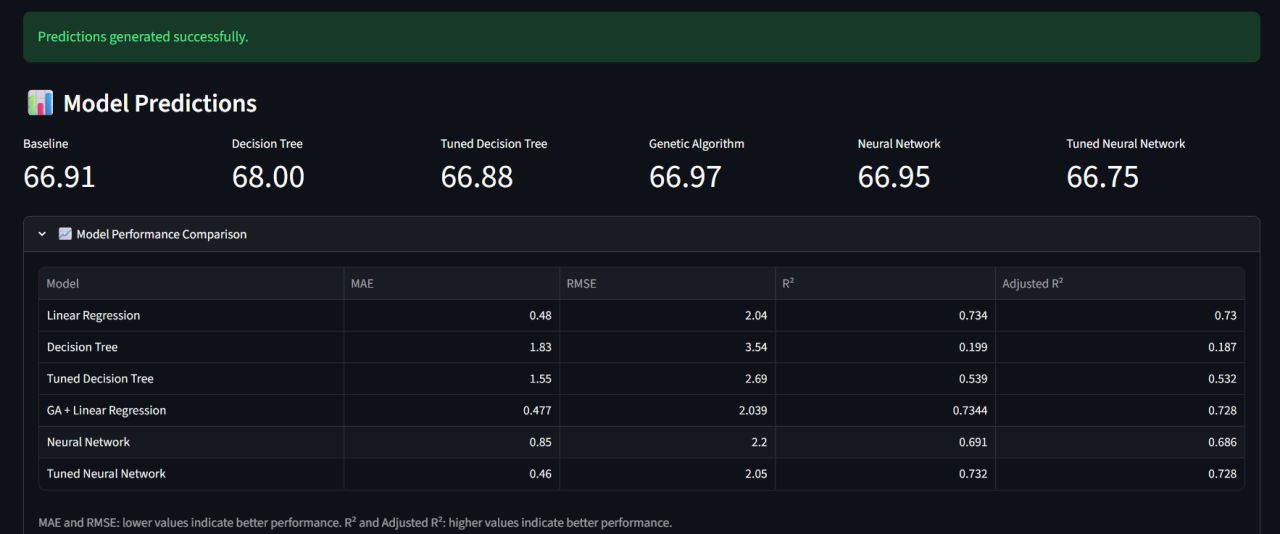 Predictions generated successfully.
Model Predictions
Baseline Decision Tree Tuned Decision Tree Genetic Algorithm Neural Network Tuned Neural Network
66.91 68.00 66.88 66.97 66.95 66.75
Model Performance Comparison
Model MAE RMSE R² Adjusted R²
Linear Regression 0.48 2.04 0.734 0.73
Decision Tree 1.83 3.54 0.199 0.187
Tuned Decision Tree 1.55 2.69 0.539 0.532
GA + Linear Regression 0.477 2.039 0.7344 0.728
Neural Network 0.85 2.2 0.691 0.686
Tuned Neural Network 0.46 2.05 0.732 0.728
MAE and RMSE: lower values indicate better performance. R² and Adjusted R²: higher values indicate better performance.